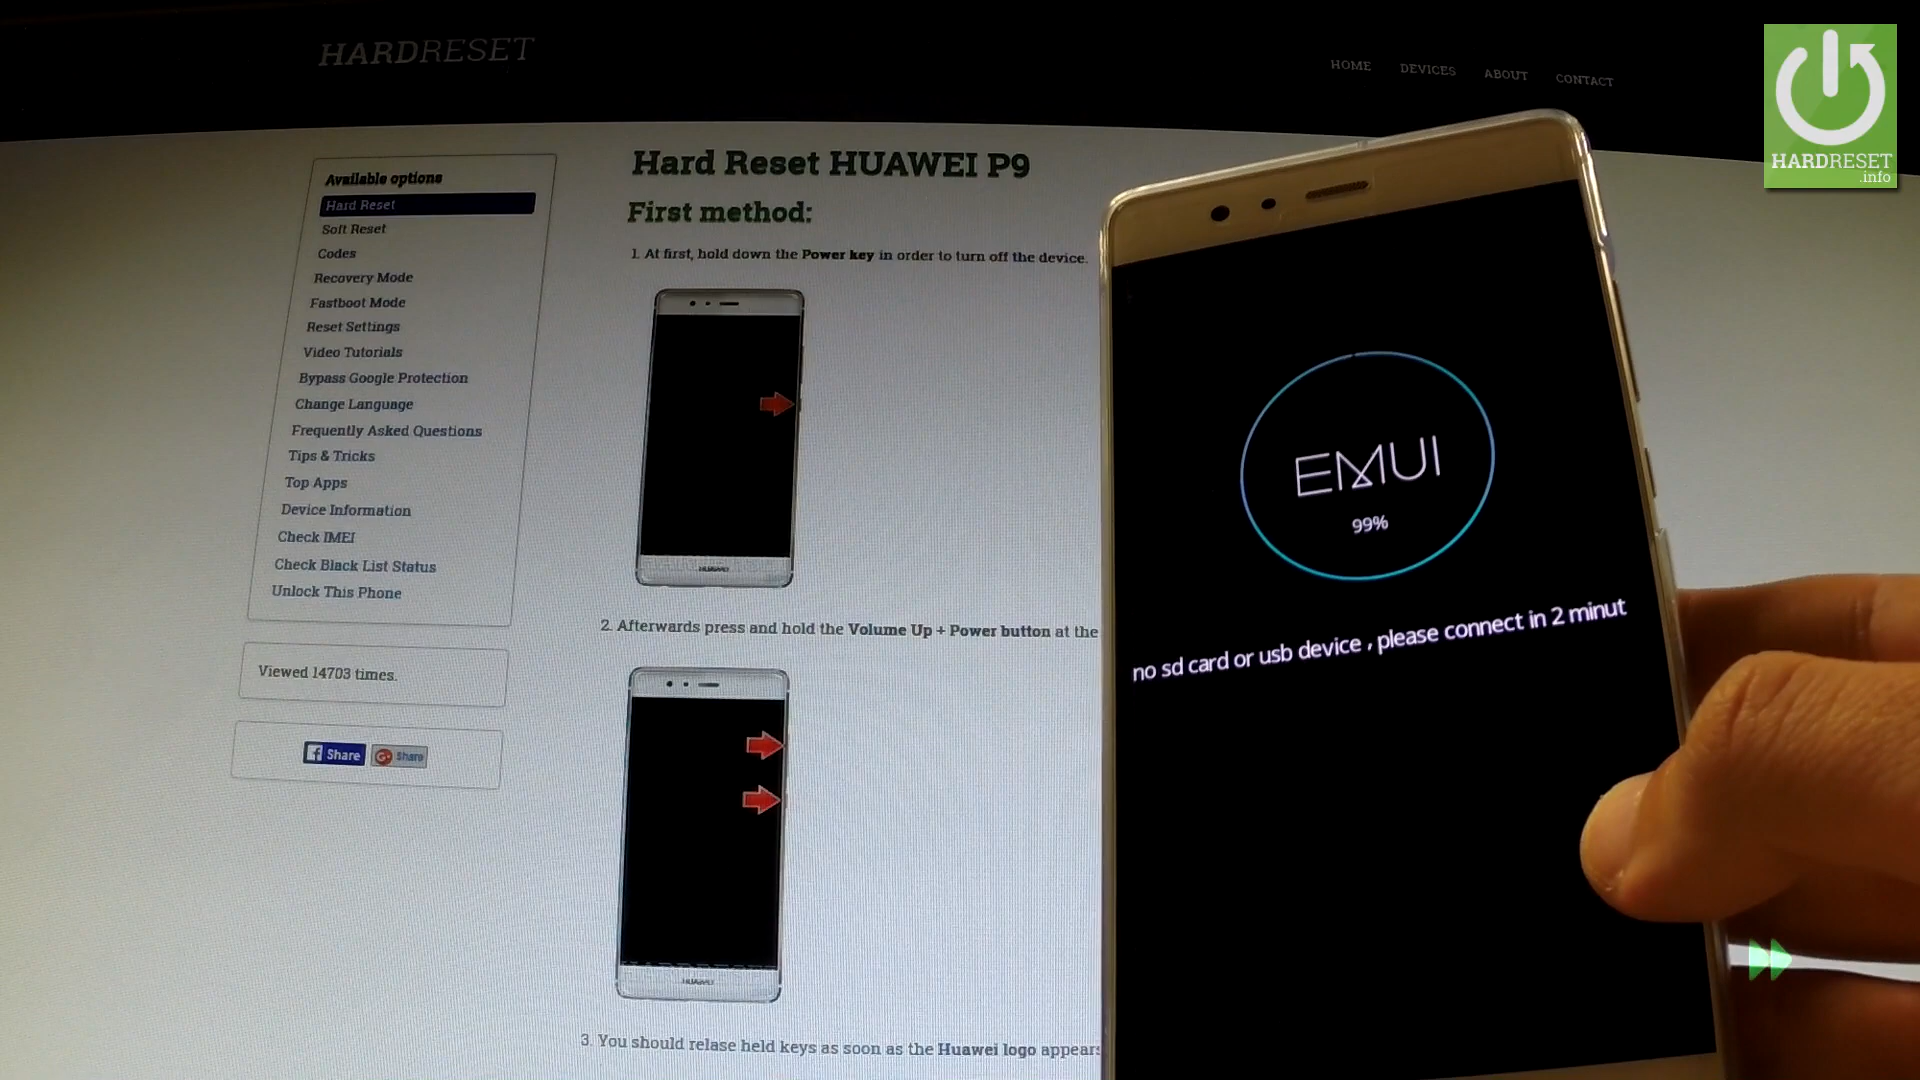 HARDRESET
HOME DEVICES ABOUT CONTACT
HARDRESET
.info
Available options
Hard Reset
Soft Reset
Codes
Recovery Mode
Fastboot Mode
Reset Settings
Video Tutorials
Bypass Google Protection
Change Language
Frequently Asked Questions
Tips & Tricks
Top Apps
Device Information
Check IMEI
Check Black List Status
Unlock This Phone
Viewed 14703 times.
Share
G+ Share
Hard Reset HUAWEI P9
First method:
1. At first, hold down the Power key in order to turn off the device.
HUAWEI
2. Afterwards press and hold the Volume Up + Power button at the
HUAWEI
3. You should relase held keys as soon as the Huawei logo appears
EMUI
99%
no sd card or usb device , please connect in 2 minut